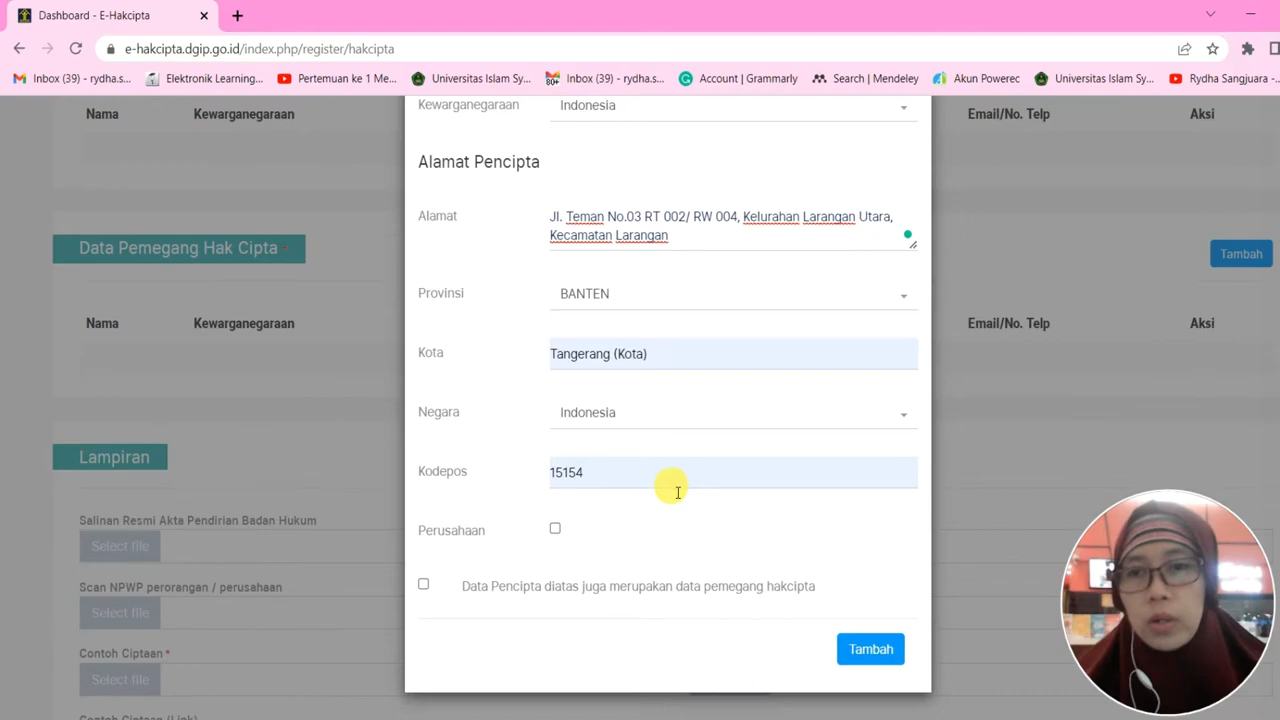 Dashboard - E-Hakcipta
e-hakcipta.dgip.go.id/index.php/register/hakcipta
Inbox (39) - rydha.s...
Elektronik Learning...
Pertemuan ke 1 Me...
Universitas Islam Sy...
Inbox (39) - rydha.s...
Account | Grammarly
Search | Mendeley
Akun Powerec
Universitas Islam Sy...
Rydha Sangjuara -...
Kewarganegaraan
Indonesia
Nama
Kewarganegaraan
Email/No. Telp
Aksi
Alamat Pencipta
Alamat
Jl. Teman No.03 RT 002/ RW 004, Kelurahan Larangan Utara,
Kecamatan Larangan
Data Pemegang Hak Cipta *
Tambah
Provinsi
BANTEN
Nama
Kewarganegaraan
Email/No. Telp
Aksi
Kota
Tangerang (Kota)
Negara
Indonesia
Lampiran
Kodepos
15154
Salinan Resmi Akta Pendirian Badan Hukum
Select file
Perusahaan
Scan NPWP perorangan / perusahaan
Select file
Data Pencipta diatas juga merupakan data pemegang hakcipta
Tambah
Contoh Ciptaan *
Select file
Contoh Ciptaan (Link)